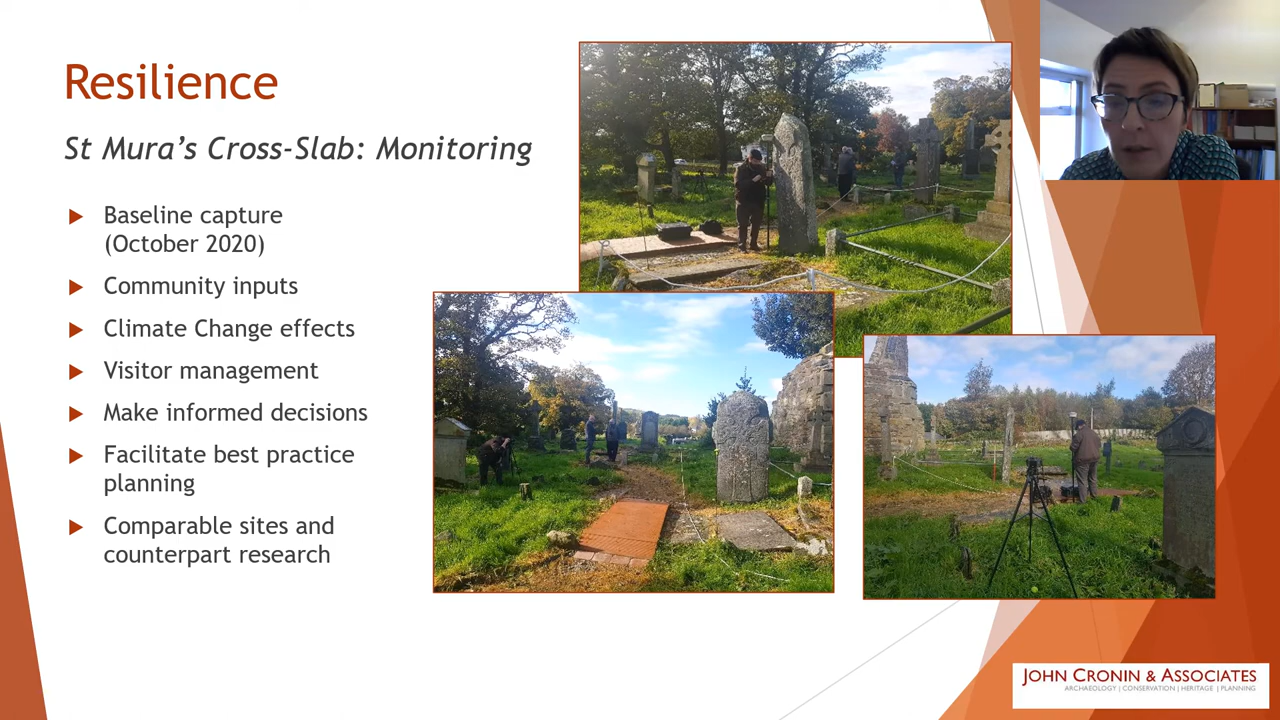 Resilience
St Mura's Cross-Slab: Monitoring
Baseline capture
(October 2020)
Community inputs
Climate Change effects
Visitor management
Make informed decisions
Facilitate best practice
planning
Comparable sites and
counterpart research
JOHN CRONIN & ASSOCIATES
ARCHAEOLOGY | CONSERVATION | HERITAGE | PLANNING